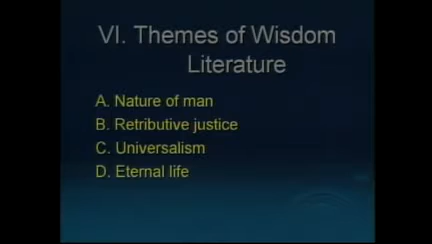 VI. Themes of Wisdom
Literature
A. Nature of man
B. Retributive justice
C. Universalism
D. Eternal life